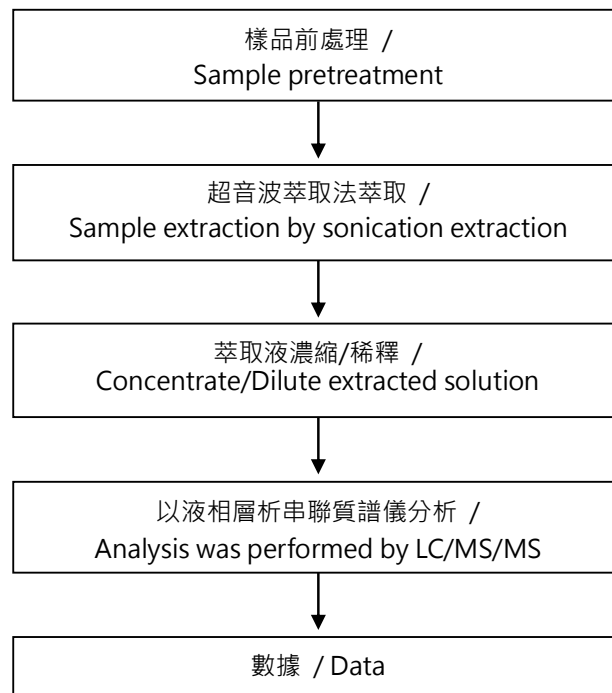 樣品前處理 /
Sample pretreatment
超音波萃取法萃取 /
Sample extraction by sonication extraction
萃取液濃縮/稀釋 /
Concentrate/Dilute extracted solution
以液相層析串聯質譜儀分析 /
Analysis was performed by LC/MS/MS
數據 / Data